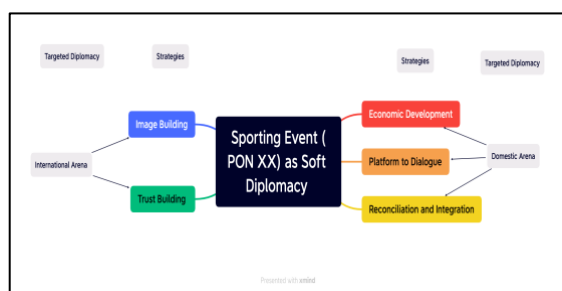 Targeted Diplomacy
Strategies
Strategies
Targeted Diplomacy
Image Building
Economic Development
Sporting Event (
PON XX) as Soft
Diplomacy
International Arena
Platform to Dialogue
Domestic Arena
Trust Building
Reconciliation and Integration
Presented with xmind